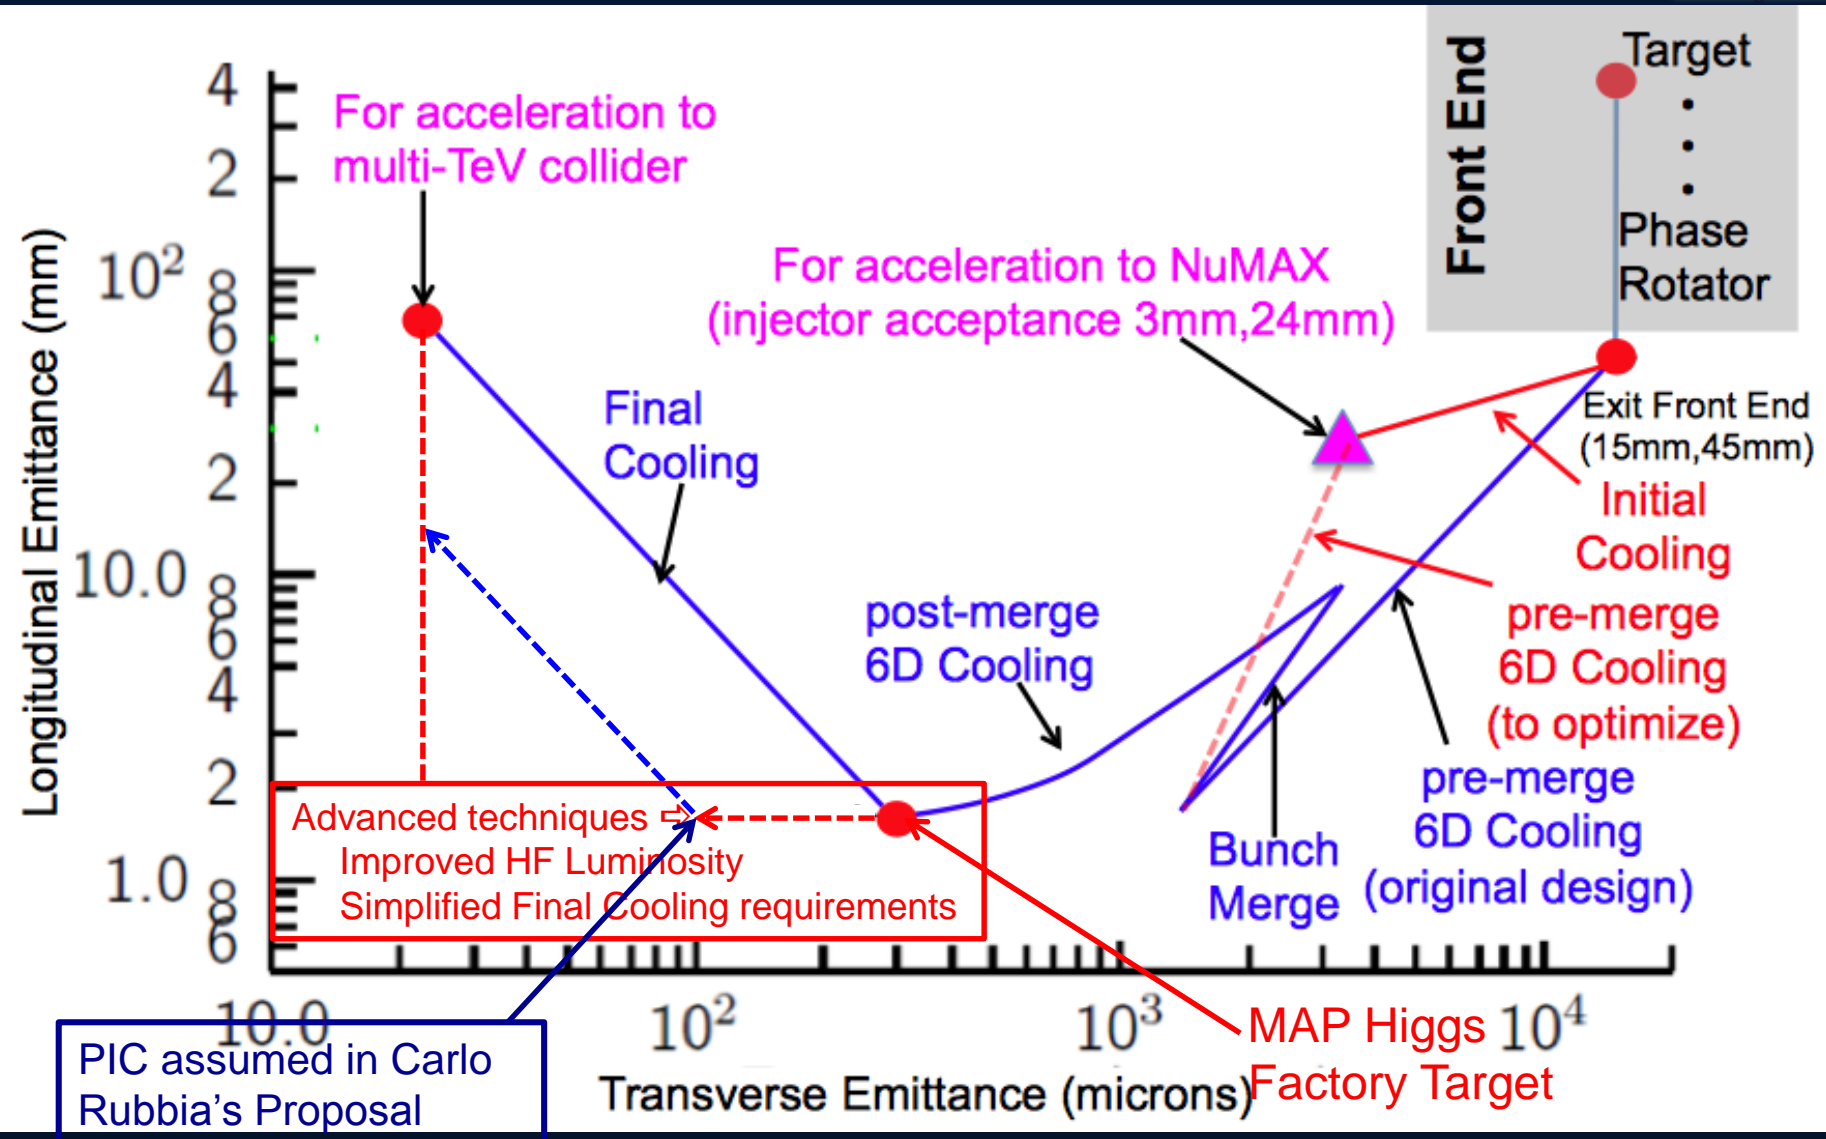 Front End
Target
Phase
Rotator
For acceleration to
multi-TeV collider
For acceleration to NuMAX
(injector acceptance 3mm,24mm)
Exit Front End
(15mm,45mm)
Initial
Cooling
Final
Cooling
post-merge
6D Cooling
pre-merge
6D Cooling
(to optimize)
pre-merge
6D Cooling
(original design)
Bunch
Merge
Advanced techniques ⇨
Improved HF Luminosity
Simplified Final Cooling requirements
MAP Higgs
Factory Target
PIC assumed in Carlo
Rubbia's Proposal
Longitudinal Emittance (mm)
4
2
10²
8
6
4
2
10.0
8
6
4
2
1.0
8
6
10.0
10²
10³
10⁴
Transverse Emittance (microns)